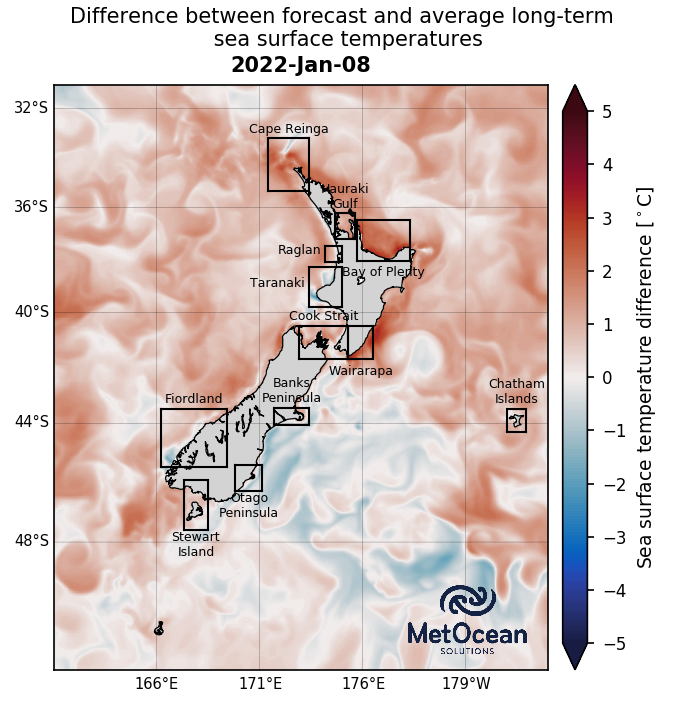 Difference between forecast and average long-term
sea surface temperatures
2022-Jan-08
32°S
36°S
40°S
44°S
48°S
Cape Reinga
Hauraki
Gulf
Raglan
Bay of Plenty
Taranaki
Cook Strait
Wairarapa
Banks
Peninsula
Fiordland
Chatham
Islands
Otago
Peninsula
Stewart
Island
MetOcean
SOLUTIONS
166°E
171°E
176°E
179°W
5
4
3
2
1
0
−1
−2
−3
−4
−5
Sea surface temperature difference [°C]